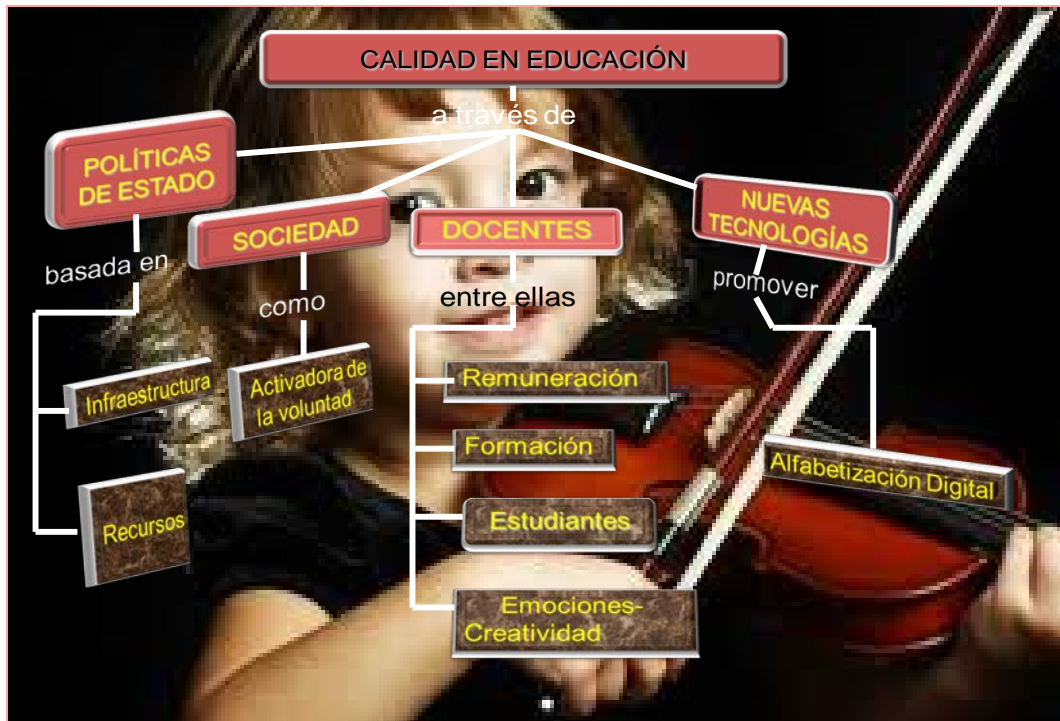 CALIDAD EN EDUCACIÓN
a través de
POLÍTICAS
DE ESTADO
basada en
Infraestructura
Recursos
SOCIEDAD
como
Activadora de
la voluntad
DOCENTES
entre ellas
Remuneración
Formación
Estudiantes
Emociones-
Creatividad
NUEVAS
TECNOLOGÍAS
promover
Alfabetización Digital